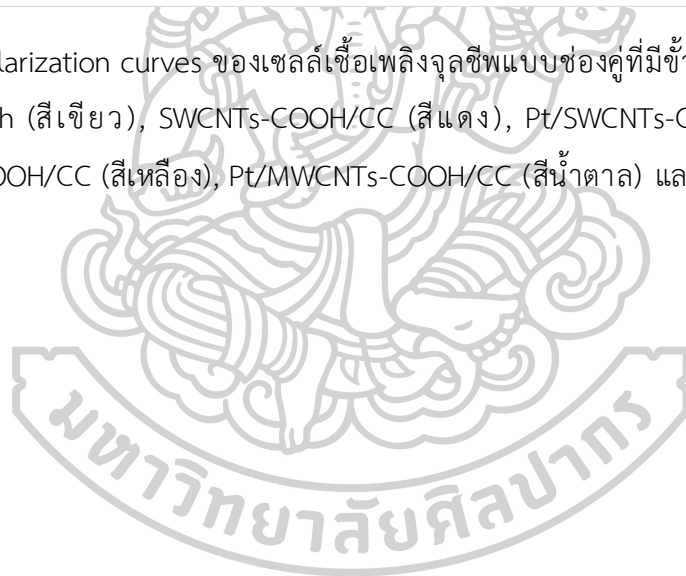 larization curves ของเซลล์เชื้อเพลิงจุลชีพแบบช่องคู่ที่มีขั้ว
h (สีเขียว), SWCNTs-COOH/CC (สีแดง), Pt/SWCNTs-C
OOH/CC (สีเหลือง), Pt/MWCNTs-COOH/CC (สีน้ำตาล) และ
มหาวิทยาลัยศิลปากร